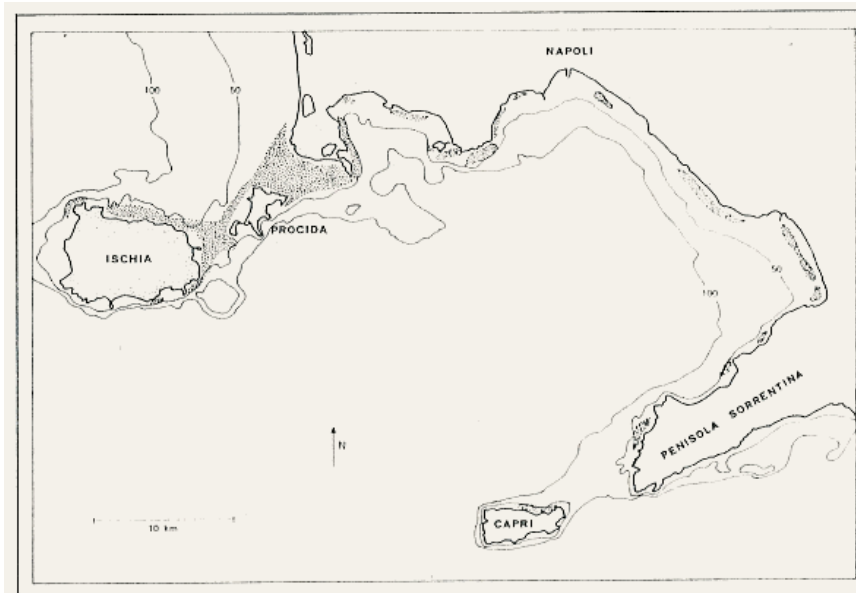 NAPOLI
100
50
PROCIDA
ISCHIA
50
100
PENISOLA SORRENTINA
N
CAPRI
10 km